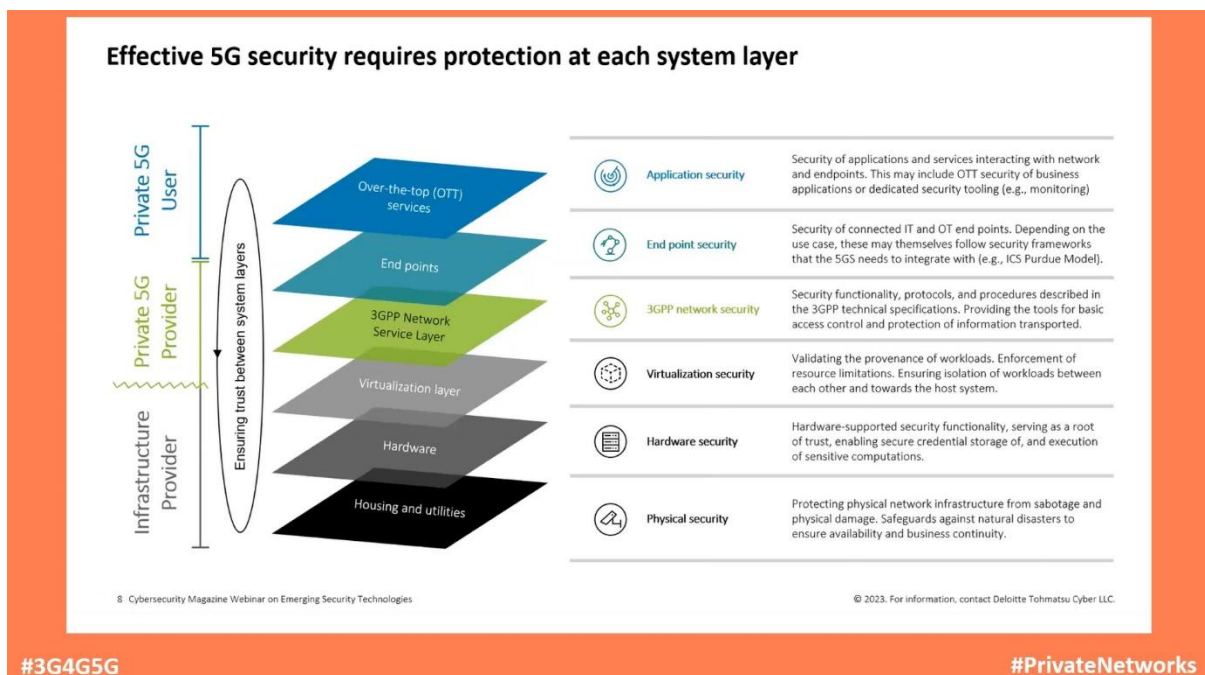 Effective 5G security requires protection at each system layer
Private 5G
User
Private 5G
Provider
Infrastructure
Provider
Ensuring trust between system layers
Over-the-top (OTT)
services
End points
3GPP Network
Service Layer
Virtualization layer
Hardware
Housing and utilities
Application security
Security of applications and services interacting with network
and endpoints. This may include OTT security of business
applications or dedicated security tooling (e.g., monitoring)
End point security
Security of connected IT and OT end points. Depending on the
use case, these may themselves follow security frameworks
that the 5GS needs to integrate with (e.g., ICS Purdue Model).
3GPP network security
Security functionality, protocols, and procedures described in
the 3GPP technical specifications. Providing the tools for basic
access control and protection of information transported.
Virtualization security
Validating the provenance of workloads. Enforcement of
resource limitations. Ensuring isolation of workloads between
each other and towards the host system.
Hardware security
Hardware-supported security functionality, serving as a root
of trust, enabling secure credential storage of, and execution
of sensitive computations.
Physical security
Protecting physical network infrastructure from sabotage and
physical damage. Safeguards against natural disasters to
ensure availability and business continuity.
8 Cybersecurity Magazine Webinar on Emerging Security Technologies
© 2023. For information, contact Deloitte Tohmatsu Cyber LLC.
#3G4G5G
#PrivateNetworks